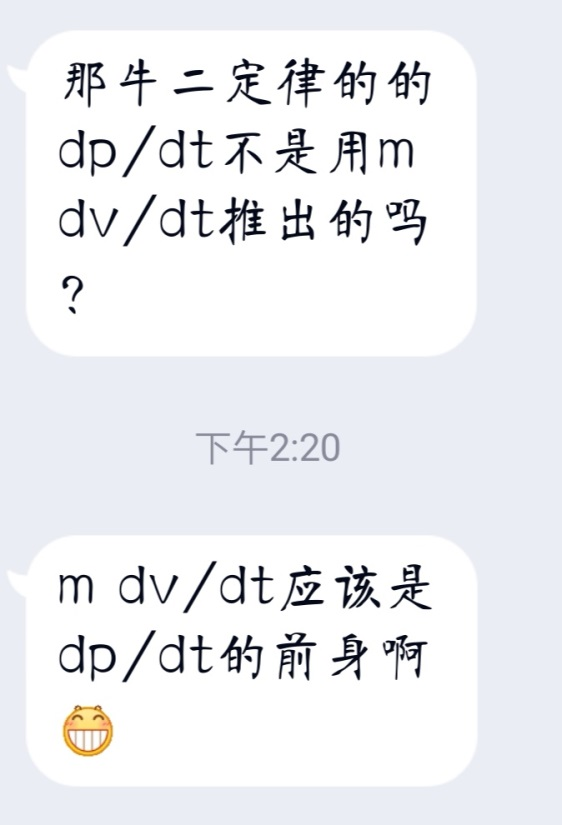 那牛二定律的的
dp/dt不是用m
dv/dt推出的吗
?
下午2:20
m dv/dt应该是
dp/dt的前身啊